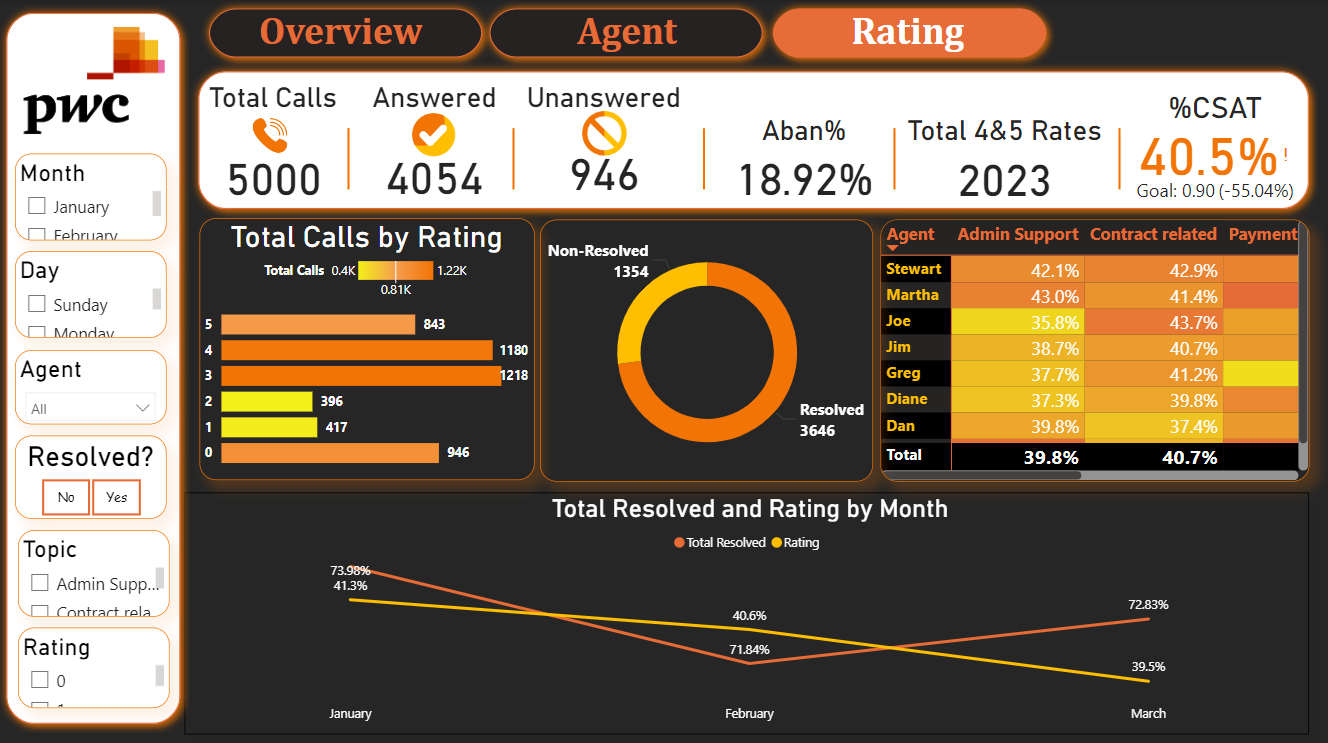 Overview
Agent
Rating
pwc
Total Calls
5000
Answered
4054
Unanswered
946
Aban%
18.92%
Total 4&5 Rates
2023
%CSAT
40.5%!
Goal: 0.90 (-55.04%)
Month
January
February
Day
Sunday
Monday
Agent
All
Resolved?
No Yes
Topic
Admin Supp...
Contract rela
Rating
0
1
Total Calls by Rating
Total Calls 0.4K 1.22K
0.81K
5 843
4 1180
3 1218
2 396
1 417
0 946
Non-Resolved
1354
Resolved
3646
Agent Admin Support Contract related Payment
Stewart 42.1% 42.9%
Martha 43.0% 41.4%
Joe 35.8% 43.7%
Jim 38.7% 40.7%
Greg 37.7% 41.2%
Diane 37.3% 39.8%
Dan 39.8% 37.4%
Total 39.8% 40.7%
Total Resolved and Rating by Month
Total Resolved Rating
73.98%
41.3%
40.6%
71.84%
72.83%
39.5%
January February March